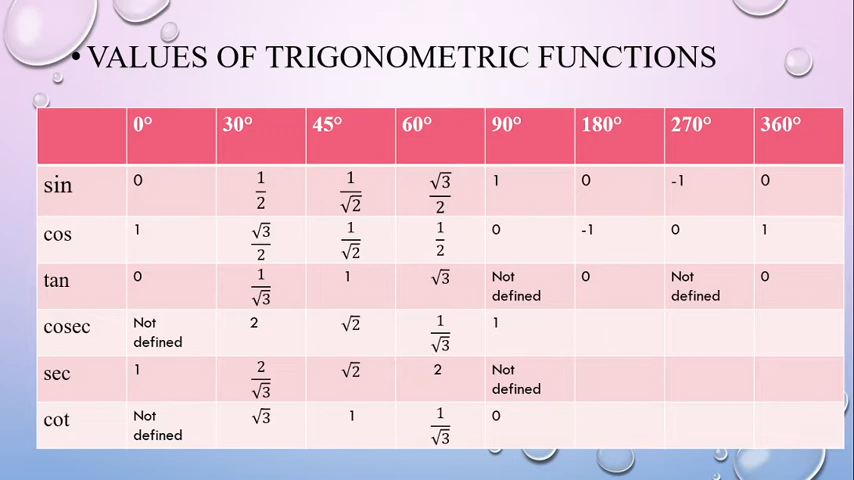 • VALUES OF TRIGONOMETRIC FUNCTIONS
0° 30° 45° 60° 90° 180° 270° 360°
sin 0 1/2 1/√2 √3/2 1 0 -1 0
cos 1 √3/2 1/√2 1/2 0 -1 0 1
tan 0 1/√3 1 √3 Not defined 0 Not defined 0
cosec Not defined 2 √2 1/√3 1
sec 1 2/√3 √2 2 Not defined
cot Not defined √3 1 1/√3 0